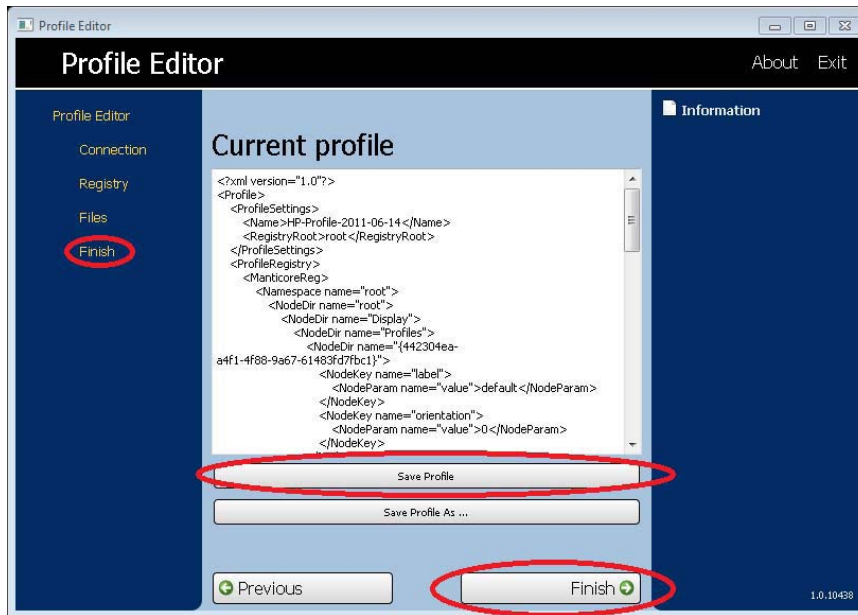 Profile Editor
Profile Editor
About Exit
Profile Editor
Connection
Registry
Files
Finish
Current profile
<?xml version="1.0"?>
<Profile>
<ProfileSettings>
<Name>HP-Profile-2011-06-14</Name>
<RegistryRoot>root</RegistryRoot>
</ProfileSettings>
<ProfileRegistry>
<ManticoreReg>
<Namespace name="root">
<NodeDir name="root">
<NodeDir name="Display">
<NodeDir name="Profiles">
<NodeDir name="{442304ea-
a4f1-4f88-9a67-61483fd7fbc1}">
<NodeKey name="label">
<NodeParam name="value">default</NodeParam>
</NodeKey>
<NodeKey name="orientation">
<NodeParam name="value">0</NodeParam>
</NodeKey>
Save Profile
Save Profile As ...
Previous
Finish
Information
1.0.10438